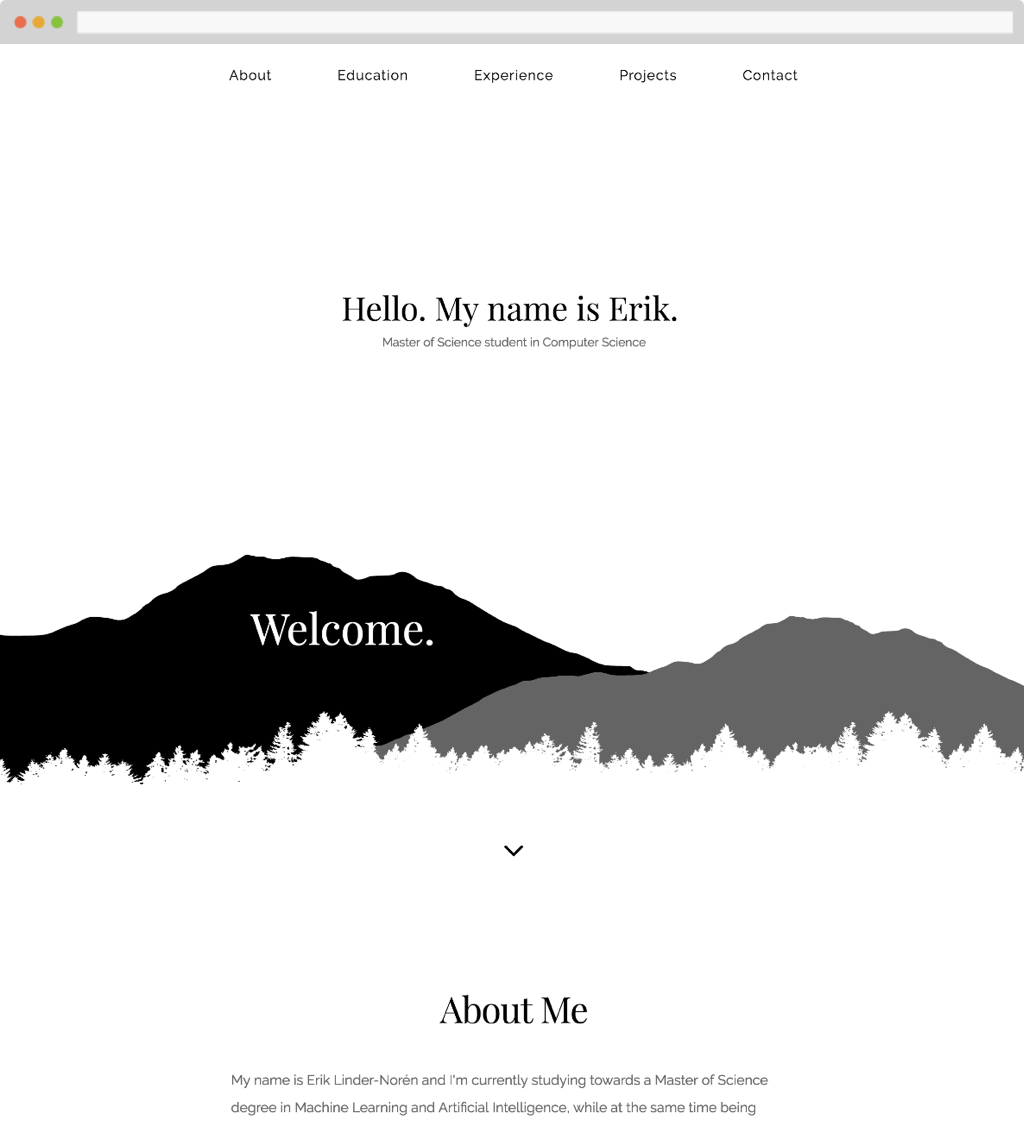 About Education Experience Projects Contact
Hello. My name is Erik.
Master of Science student in Computer Science
Welcome.
About Me
My name is Erik Linder-Norén and I'm currently studying towards a Master of Science
degree in Machine Learning and Artificial Intelligence, while at the same time being